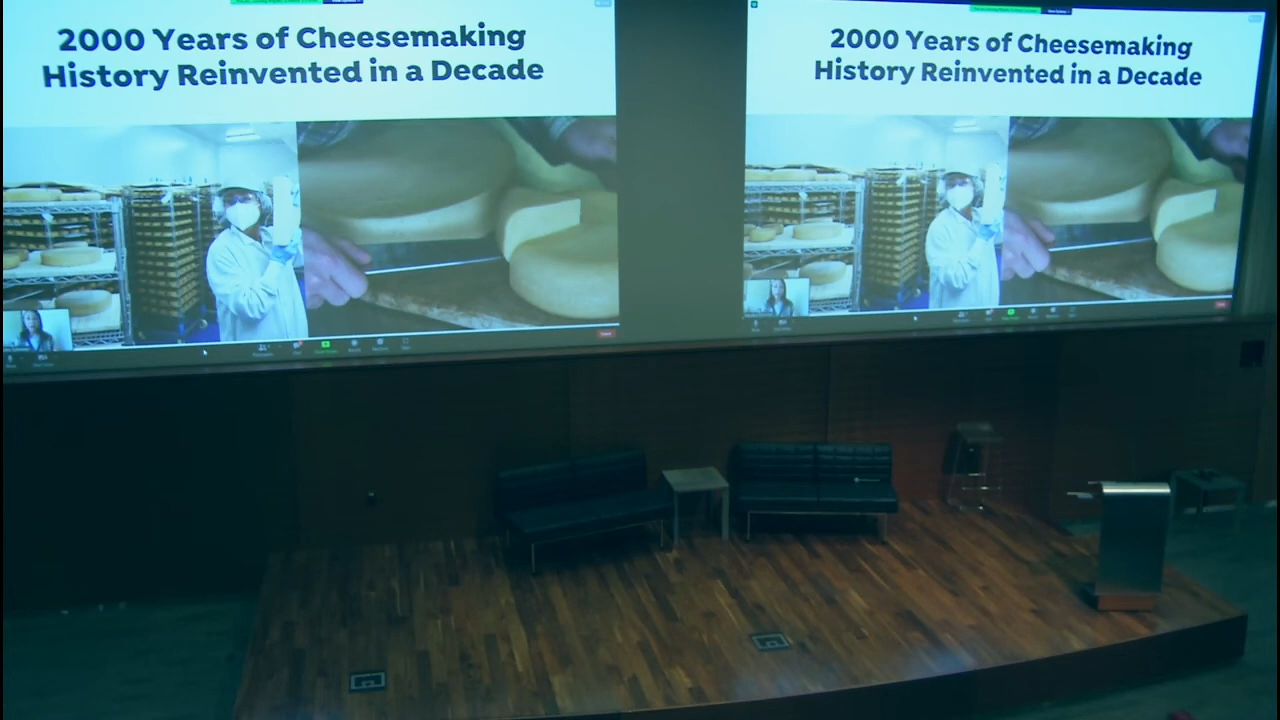 2000 Years of Cheesemaking
History Reinvented in a Decade
2000 Years of Cheesemaking
History Reinvented in a Decade